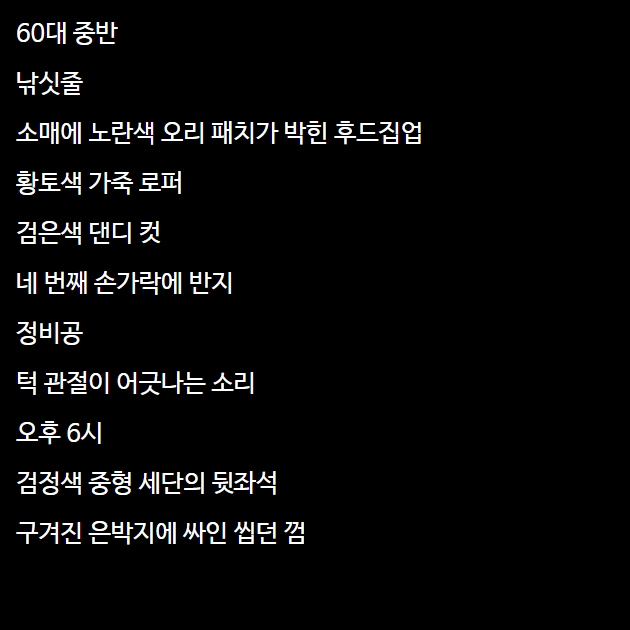 60대 중반
낚싯줄
소매에 노란색 오리 패치가 박힌 후드집업
황토색 가죽 로퍼
검은색 댄디 컷
네 번째 손가락에 반지
정비공
턱 관절이 어긋나는 소리
오후 6시
검정색 중형 세단의 뒷좌석
구겨진 은박지에 싸인 씹던 껌